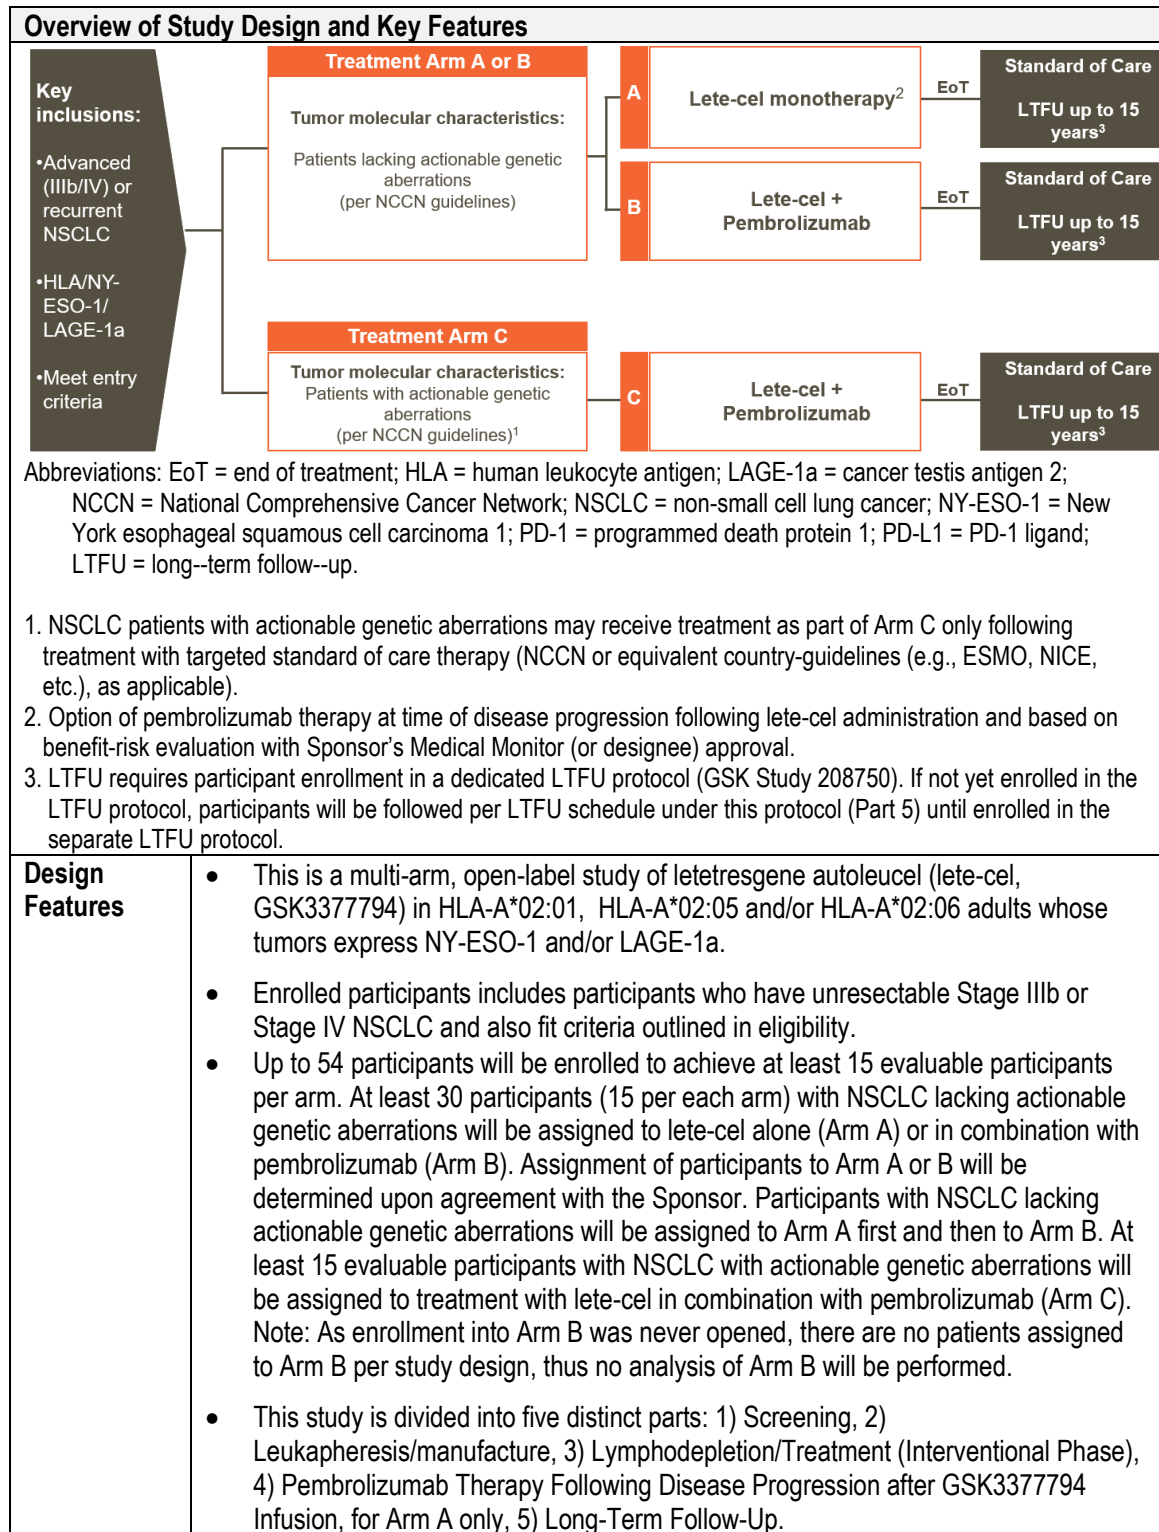 Overview of Study Design and Key Features
Key
inclusions:
•Advanced
(IIIb/IV) or
recurrent
NSCLC
•HLA/NY-
ESO-1/
LAGE-1a
•Meet entry
criteria
Treatment Arm A or B
Tumor molecular characteristics:
Patients lacking actionable genetic
aberrations
(per NCCN guidelines)
A
Lete-cel monotherapy2
EoT
Standard of Care
LTFU up to 15
years3
B
Lete-cel +
Pembrolizumab
EoT
Standard of Care
LTFU up to 15
years3
Treatment Arm C
Tumor molecular characteristics:
Patients with actionable genetic
aberrations
(per NCCN guidelines)1
C
Lete-cel +
Pembrolizumab
EoT
Standard of Care
LTFU up to 15
years3
Abbreviations: EoT = end of treatment; HLA = human leukocyte antigen; LAGE-1a = cancer testis antigen 2;
NCCN = National Comprehensive Cancer Network; NSCLC = non-small cell lung cancer; NY-ESO-1 = New
York esophageal squamous cell carcinoma 1; PD-1 = programmed death protein 1; PD-L1 = PD-1 ligand;
LTFU = long--term follow--up.
1. NSCLC patients with actionable genetic aberrations may receive treatment as part of Arm C only following
treatment with targeted standard of care therapy (NCCN or equivalent country-guidelines (e.g., ESMO, NICE,
etc.), as applicable).
2. Option of pembrolizumab therapy at time of disease progression following lete-cel administration and based on
benefit-risk evaluation with Sponsor’s Medical Monitor (or designee) approval.
3. LTFU requires participant enrollment in a dedicated LTFU protocol (GSK Study 208750). If not yet enrolled in the
LTFU protocol, participants will be followed per LTFU schedule under this protocol (Part 5) until enrolled in the
separate LTFU protocol.
Design
Features
• This is a multi-arm, open-label study of letetresgene autoleucel (lete-cel,
GSK3377794) in HLA-A*02:01, HLA-A*02:05 and/or HLA-A*02:06 adults whose
tumors express NY-ESO-1 and/or LAGE-1a.
• Enrolled participants includes participants who have unresectable Stage IIIb or
Stage IV NSCLC and also fit criteria outlined in eligibility.
• Up to 54 participants will be enrolled to achieve at least 15 evaluable participants
per arm. At least 30 participants (15 per each arm) with NSCLC lacking actionable
genetic aberrations will be assigned to lete-cel alone (Arm A) or in combination with
pembrolizumab (Arm B). Assignment of participants to Arm A or B will be
determined upon agreement with the Sponsor. Participants with NSCLC lacking
actionable genetic aberrations will be assigned to Arm A first and then to Arm B. At
least 15 evaluable participants with NSCLC with actionable genetic aberrations will
be assigned to treatment with lete-cel in combination with pembrolizumab (Arm C).
Note: As enrollment into Arm B was never opened, there are no patients assigned
to Arm B per study design, thus no analysis of Arm B will be performed.
• This study is divided into five distinct parts: 1) Screening, 2)
Leukapheresis/manufacture, 3) Lymphodepletion/Treatment (Interventional Phase),
4) Pembrolizumab Therapy Following Disease Progression after GSK3377794
Infusion, for Arm A only, 5) Long-Term Follow-Up.